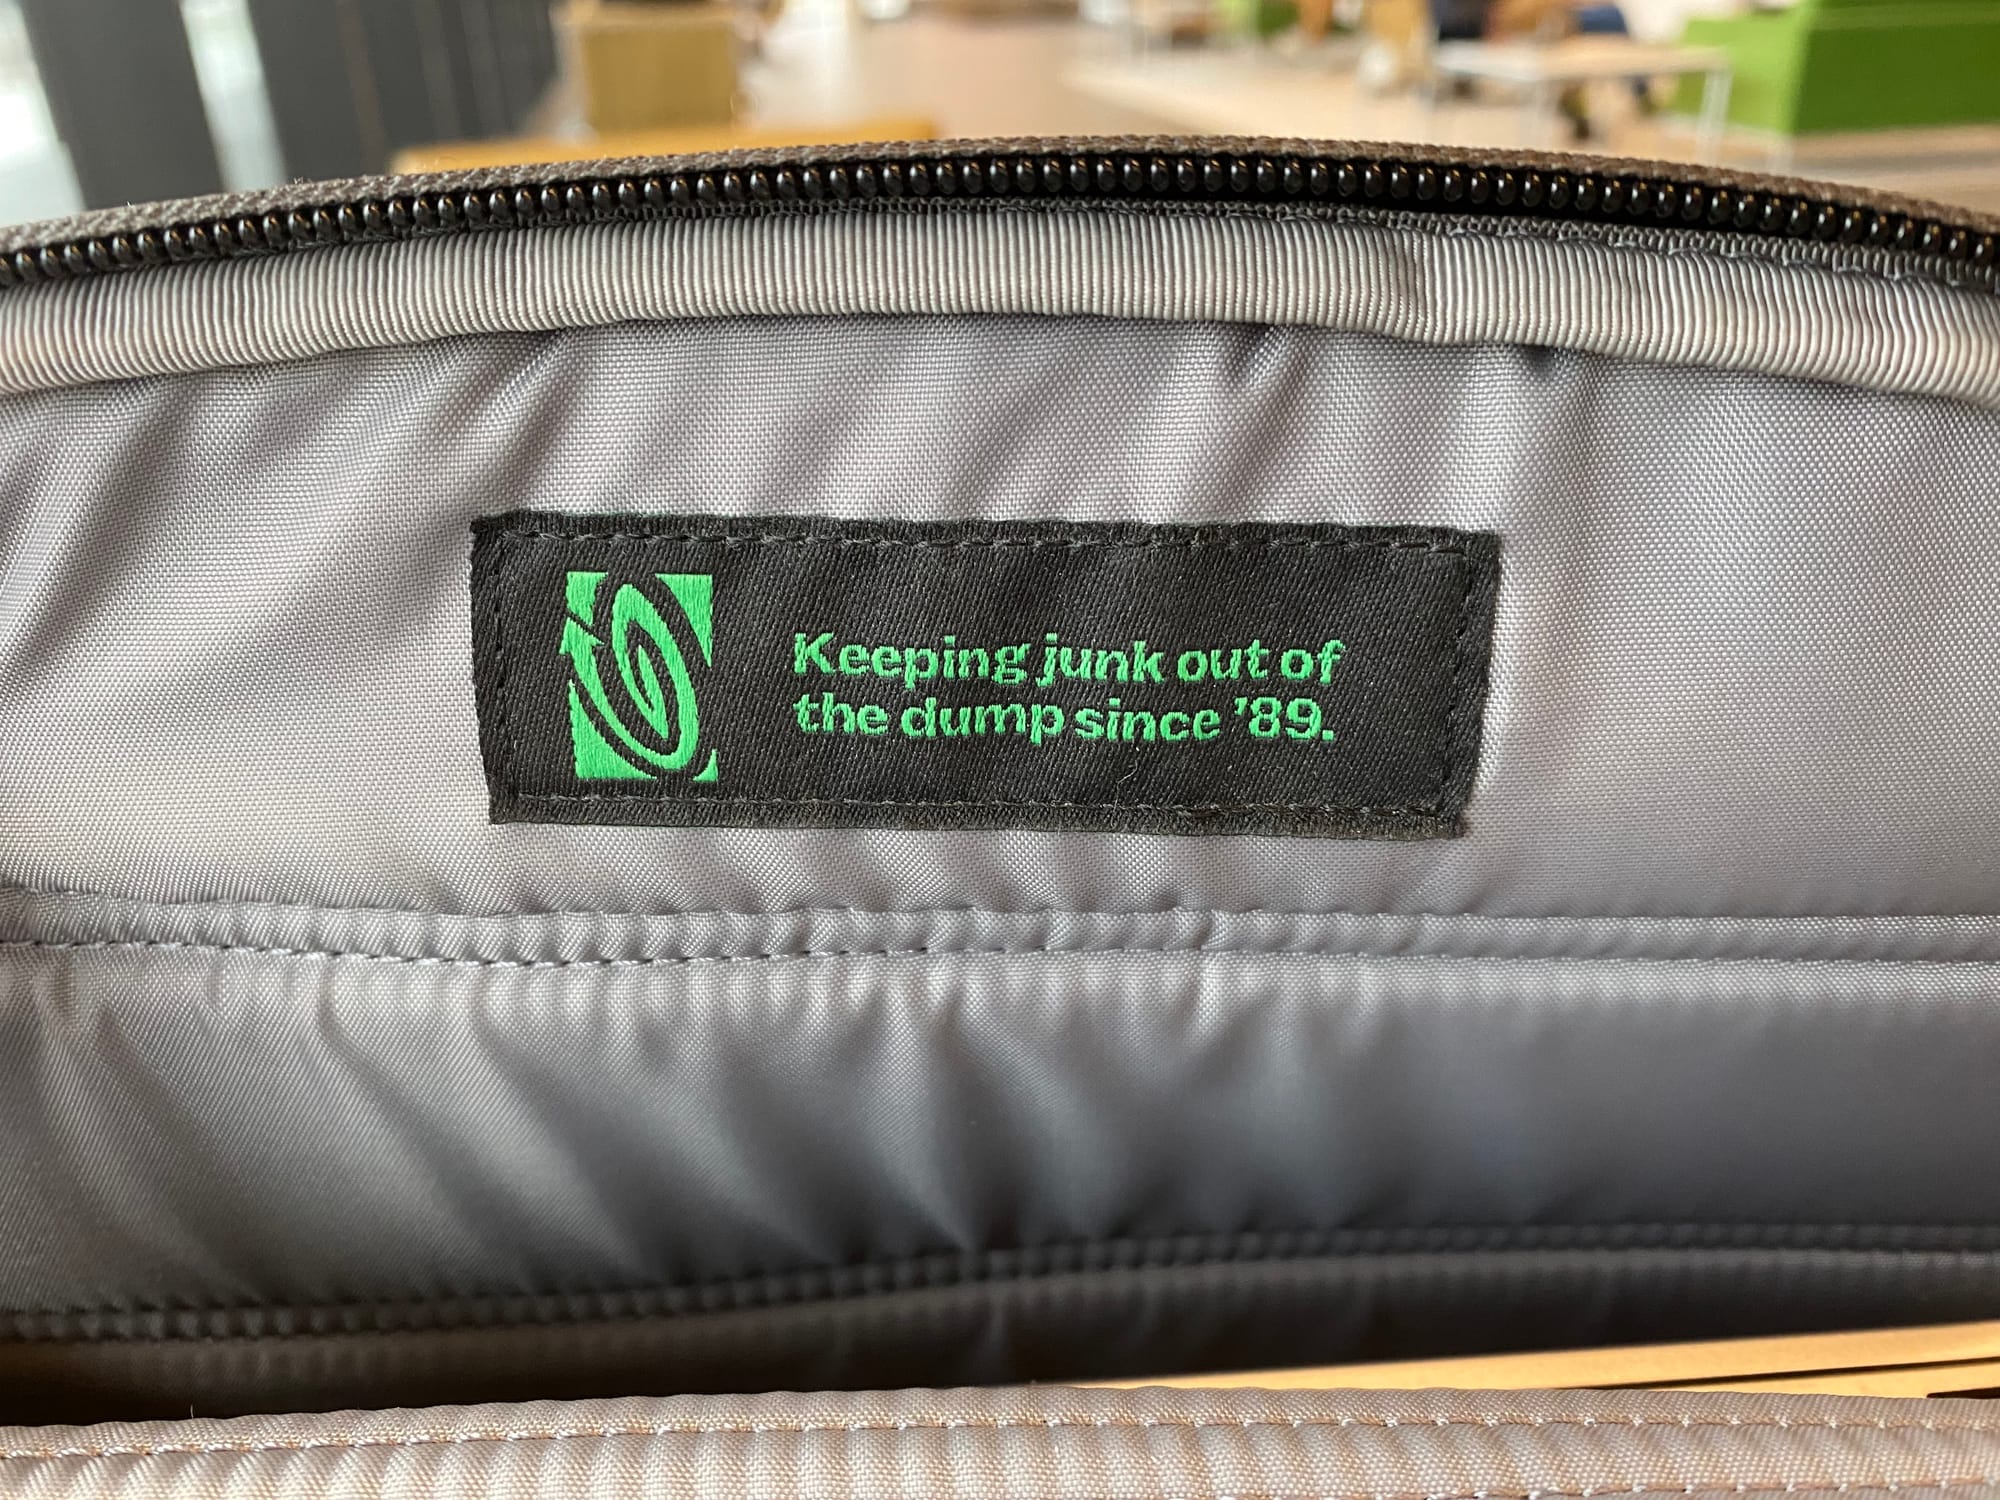 Keeping junk out of
the dump since ’89.